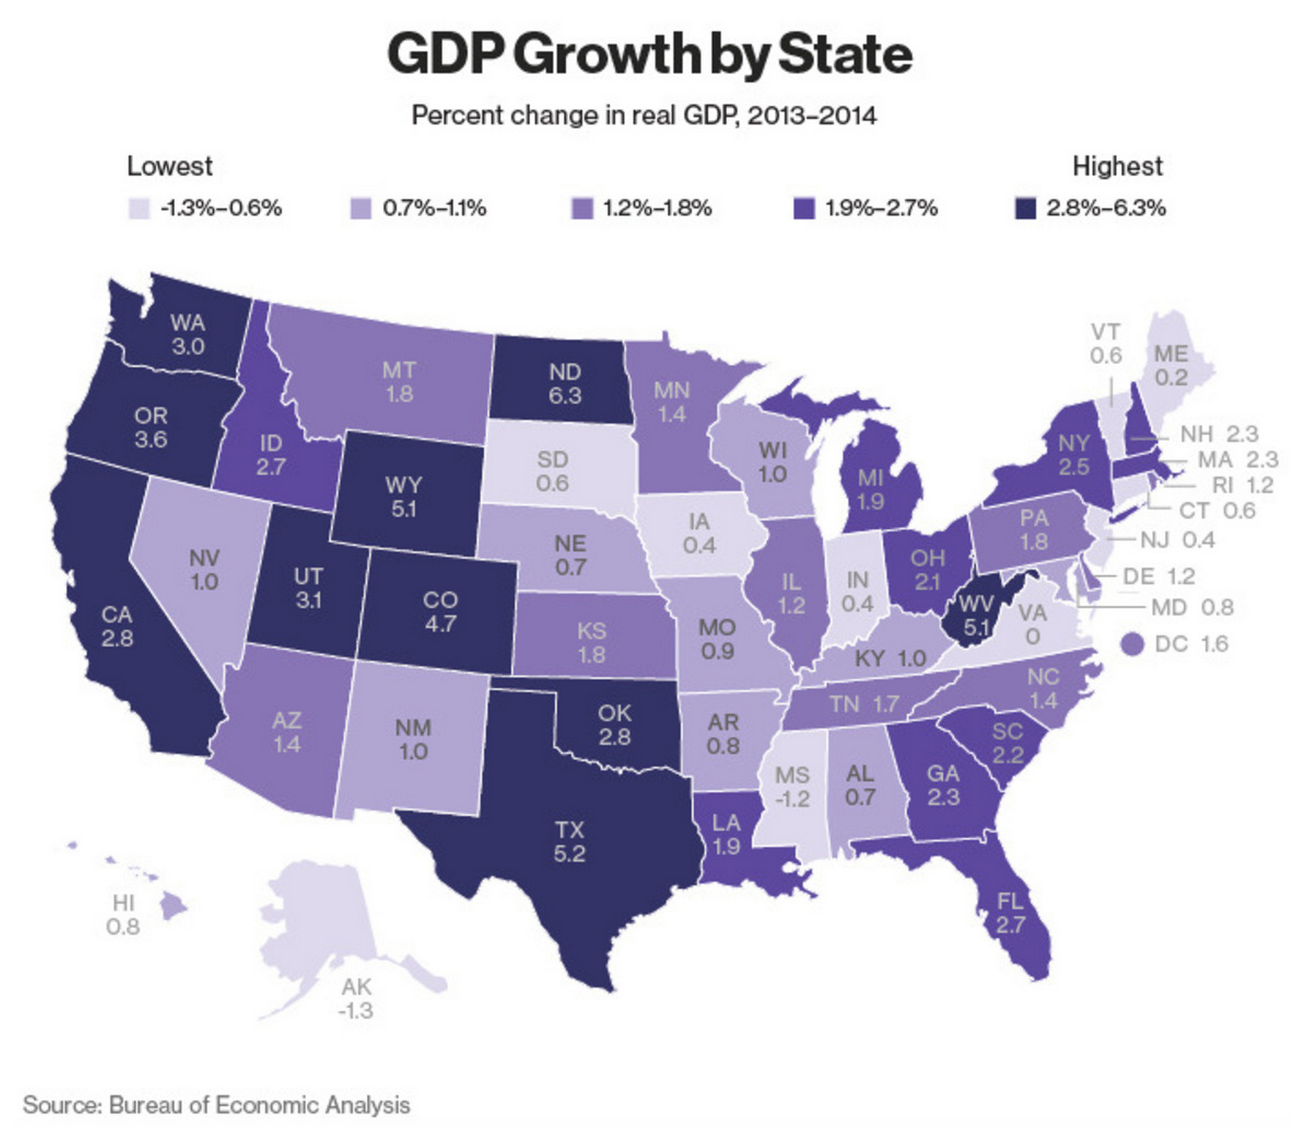 GDP Growth by State
Percent change in real GDP, 2013–2014
Lowest
Highest
-1.3%–0.6%
0.7%–1.1%
1.2%–1.8%
1.9%–2.7%
2.8%–6.3%
WA
3.0
OR
3.6
CA
2.8
ID
2.7
NV
1.0
MT
1.8
WY
5.1
UT
3.1
CO
4.7
AZ
1.4
NM
1.0
ND
6.3
SD
0.6
NE
0.7
KS
1.8
OK
2.8
TX
5.2
MN
1.4
IA
0.4
MO
0.9
AR
0.8
LA
1.9
WI
1.0
IL
1.2
MI
1.9
IN
0.4
OH
2.1
KY 1.0
TN 1.7
MS
-1.2
AL
0.7
GA
2.3
FL
2.7
SC
2.2
NC
1.4
VA
0
WV
5.1
PA
1.8
NY
2.5
VT
0.6
ME
0.2
NH 2.3
MA 2.3
RI 1.2
CT 0.6
NJ 0.4
DE 1.2
MD 0.8
DC 1.6
HI
0.8
AK
-1.3
Source: Bureau of Economic Analysis